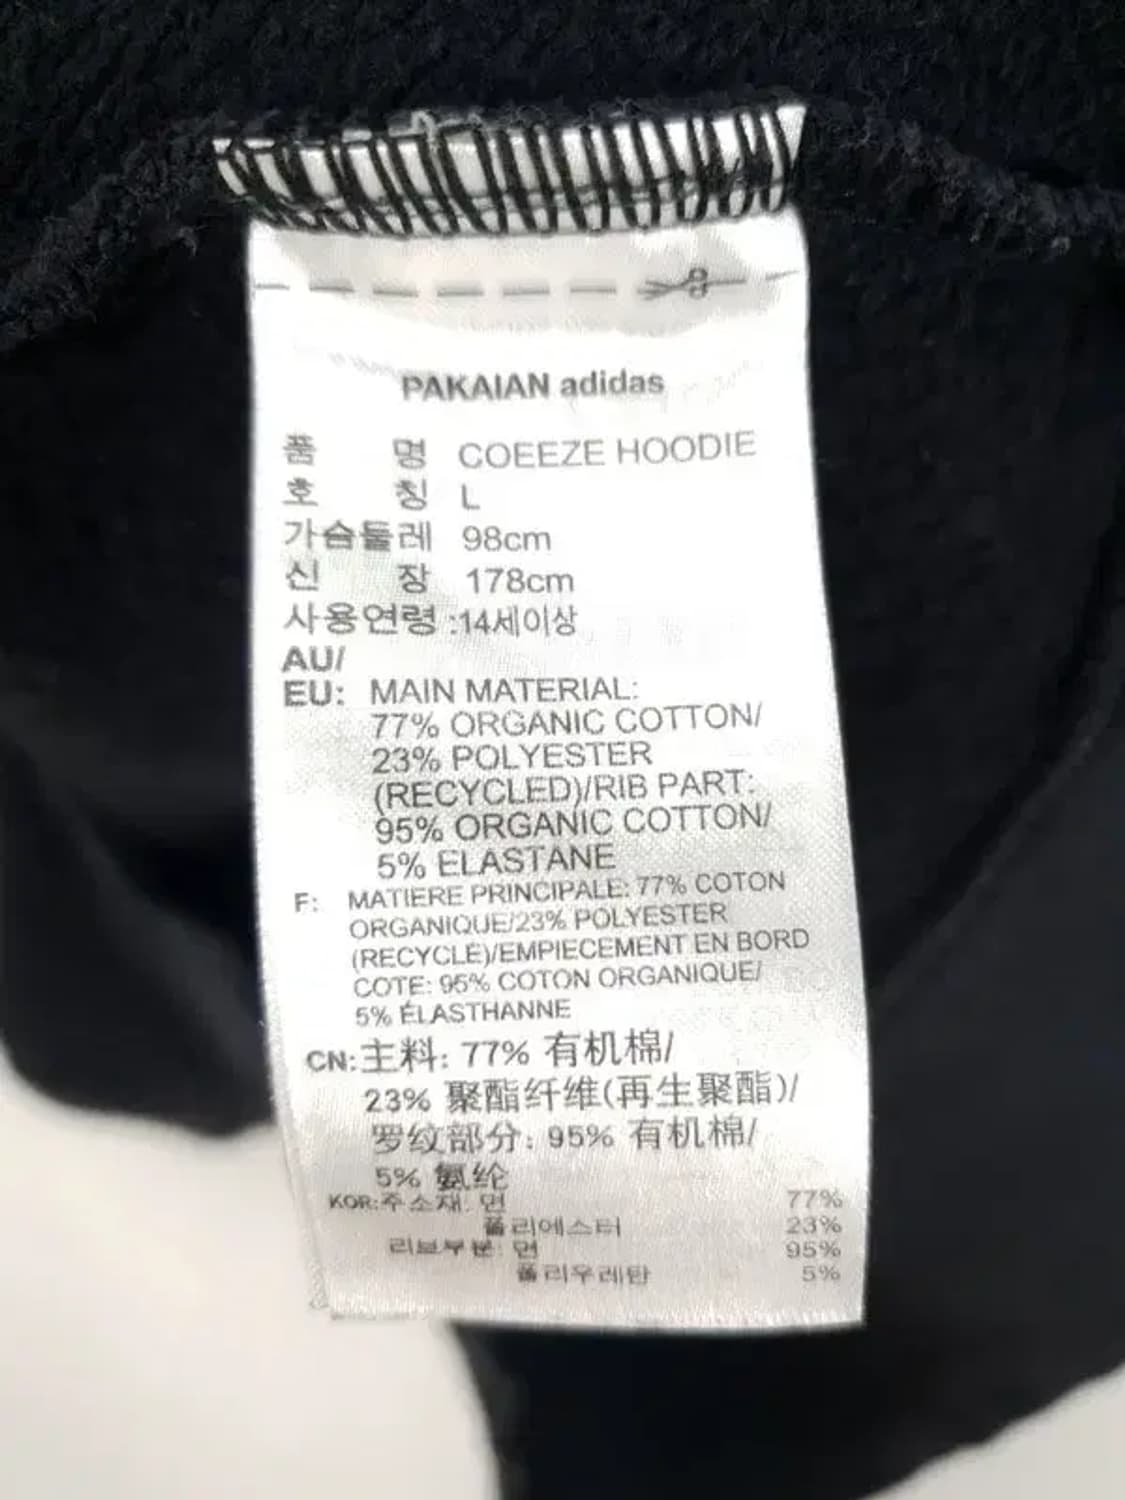 PAKAIAN adidas
품 명 COEEZE HOODIE
호 칭 L
가슴둘레 98cm
신 장 178cm
사용연령 :14세이상
AU/
EU: MAIN MATERIAL:
77% ORGANIC COTTON/
23% POLYESTER
(RECYCLED)/RIB PART:
95% ORGANIC COTTON/
5% ELASTANE
F: MATIERE PRINCIPALE: 77% COTON
ORGANIQUE/23% POLYESTER
(RECYCLÉ)/EMPIECEMENT EN BORD
COTE: 95% COTON ORGANIQUE/
5% ÉLASTHANNE
CN:主料: 77% 有机棉/
23% 聚酯纤维(再生聚酯)/
罗纹部分: 95% 有机棉/
5% 氨纶
KOR:주소재: 면 77%
폴리에스터 23%
리브부분: 면 95%
폴리우레탄 5%